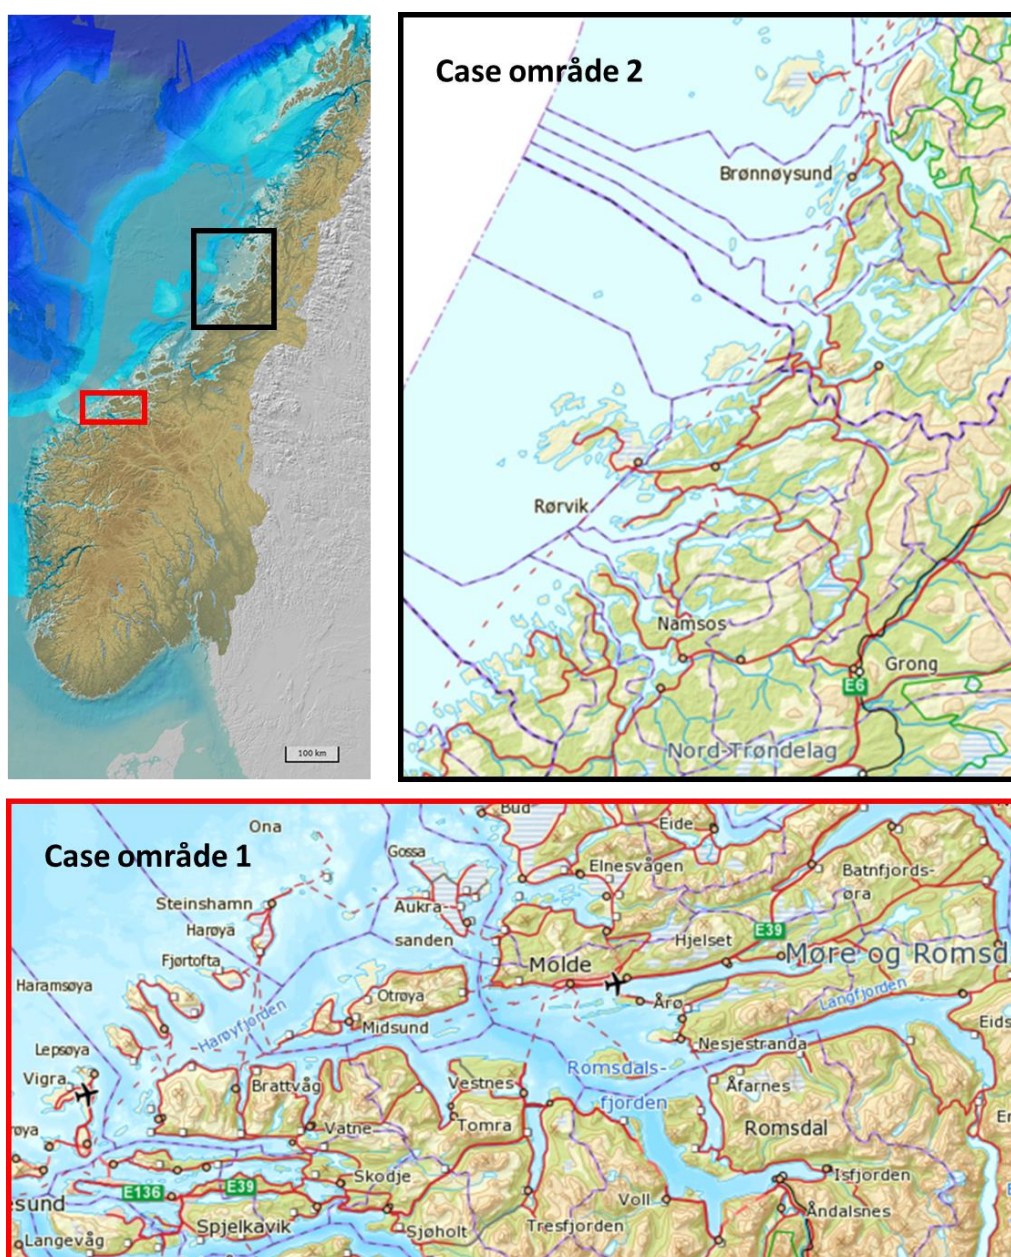 100 km
Case område 2
Brønnøysund
Rørvik
Namsos
Grong
E6
Nord-Trøndelag
Case område 1
Ona
Gossa
Bud
Eide
Elnesvågen
Batnfjords-
øra
Steinshamn
Harøya
Aukra-
sanden
E39
Hjelset
Fjørtofta
Molde
Møre og Romsd
Haramsøya
Otrøya
Årø
Langfjorden
Harøyfjorden
Midsund
Nesjestranda
Eids
Lepsøya
Vigra
Brattvåg
Vestnes
Romsdals-
fjorden
Åfarnes
røya
Vatne
Tomra
Romsdal
Skodje
Isfjorden
esund
E136
E39
Spjelkavik
Voll
Åndalsnes
Langevåg
Sjøholt
Tresfjorden